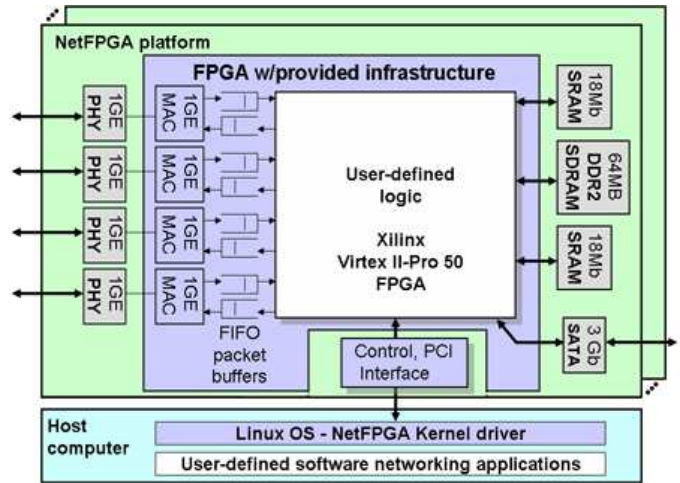 NetFPGA platform
FPGA w/provided infrastructure
1GE
PHY
1GE
MAC
1GE
PHY
1GE
MAC
1GE
PHY
1GE
MAC
1GE
PHY
1GE
MAC
FIFO
packet
buffers
User-defined
logic
Xilinx
Virtex II-Pro 50
FPGA
18Mb
SRAM
64MB
DDR2
SDRAM
18Mb
SRAM
3 Gb
SATA
Control, PCI
Interface
Host
computer
Linux OS - NetFPGA Kernel driver
User-defined software networking applications